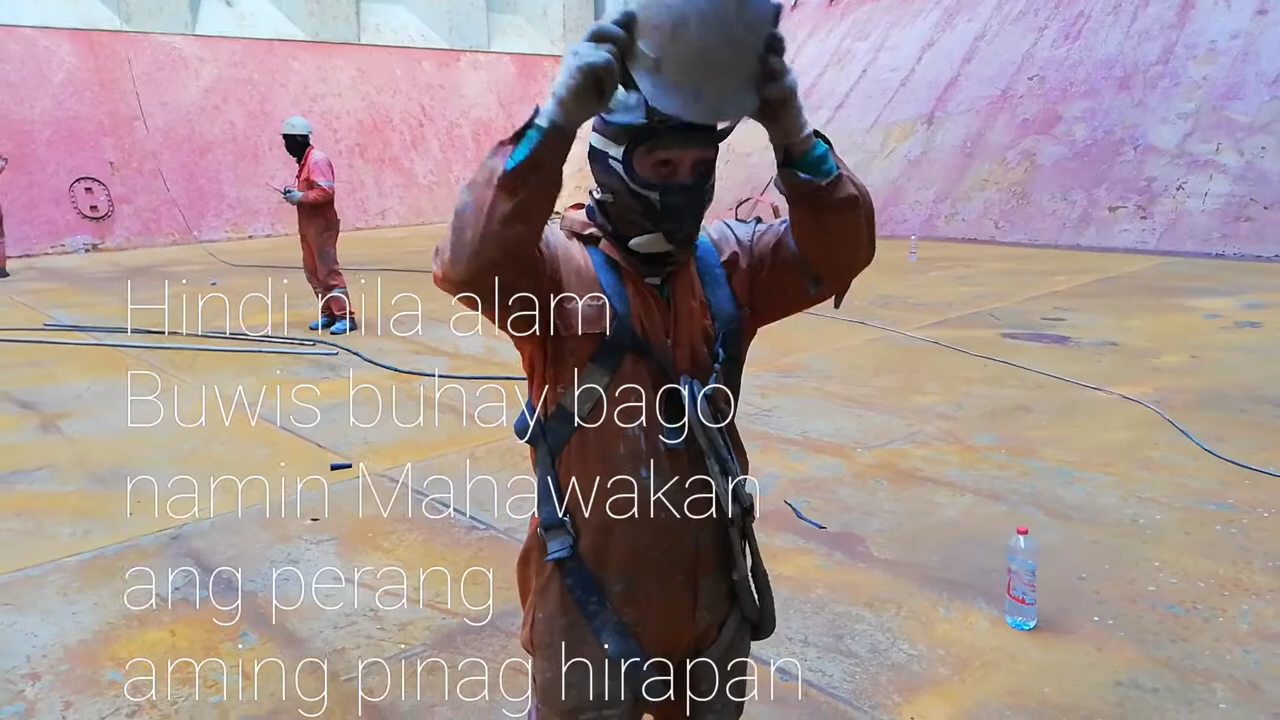 Hindi nila alam
Buwis buhay bago
namin Mahawakan
ang perang
aming pinag hirapan